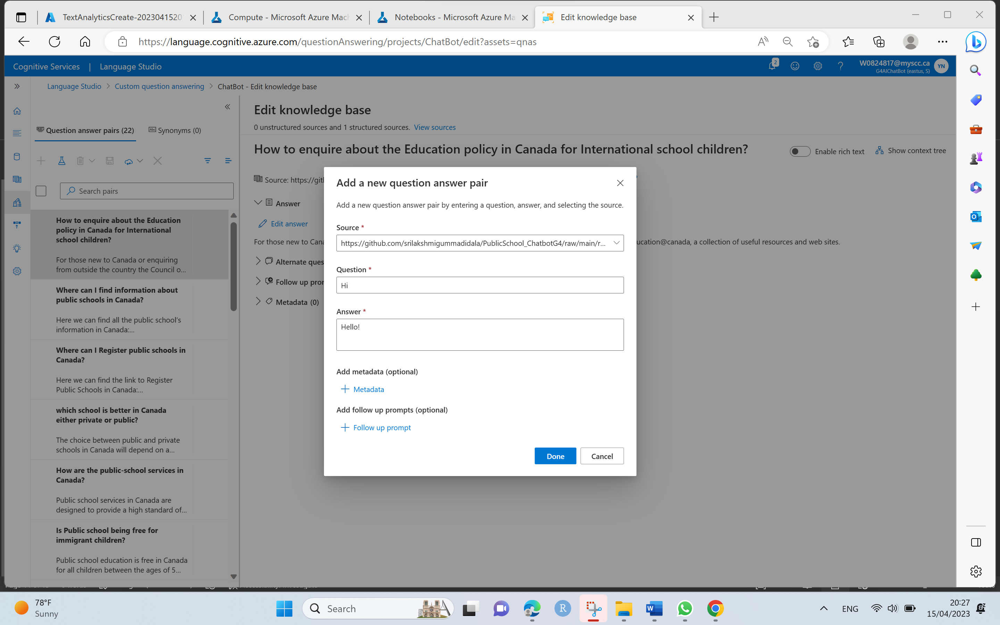 TextAnalyticsCreate-2023041520
Compute - Microsoft Azure Mach
Notebooks - Microsoft Azure Ma
Edit knowledge base
https://language.cognitive.azure.com/questionAnswering/projects/ChatBot/edit?assets=qnas
Cognitive Services | Language Studio
2
W0824817@myscc.ca
G4AIChatBot (eastus, S)
YN
Language Studio > Custom question answering > ChatBot - Edit knowledge base
Edit knowledge base
0 unstructured sources and 1 structured sources. View sources
Question answer pairs (22)
Synonyms (0)
Search pairs
How to enquire about the Education
policy in Canada for International
school children?
For those new to Canada or enquiring
from outside the country the Council o...
Where can I find information about
public schools in Canada?
Here we can find all the public school's
information in Canada:...
Where can I Register public schools in
Canada?
Here we can find the link to Register
Public Schools in Canada:...
which school is better in Canada
either private or public?
The choice between public and private
schools in Canada will depend on a...
How are the public-school services in
Canada?
Public school services in Canada are
designed to provide a high standard of...
Is Public school being free for
immigrant children?
Public school education is free in Canada
for all children between the ages of 5...
How to enquire about the Education policy in Canada for International school children?
Enable rich text
Show context tree
Source: https://gitl
Answer
Edit answer
For those new to Cana
ucation@canada, a collection of useful resources and web sites.
Alternate ques
Follow up pror
Metadata (0)
Add a new question answer pair
Add a new question answer pair by entering a question, answer, and selecting the source.
Source *
https://github.com/srilakshmigummadidala/PublicSchool_ChatbotG4/raw/main/r...
Question *
Hi
Answer *
Hello!
Add metadata (optional)
Metadata
Add follow up prompts (optional)
Follow up prompt
Done
Cancel
78°F
Sunny
Search
ENG
20:27
15/04/2023